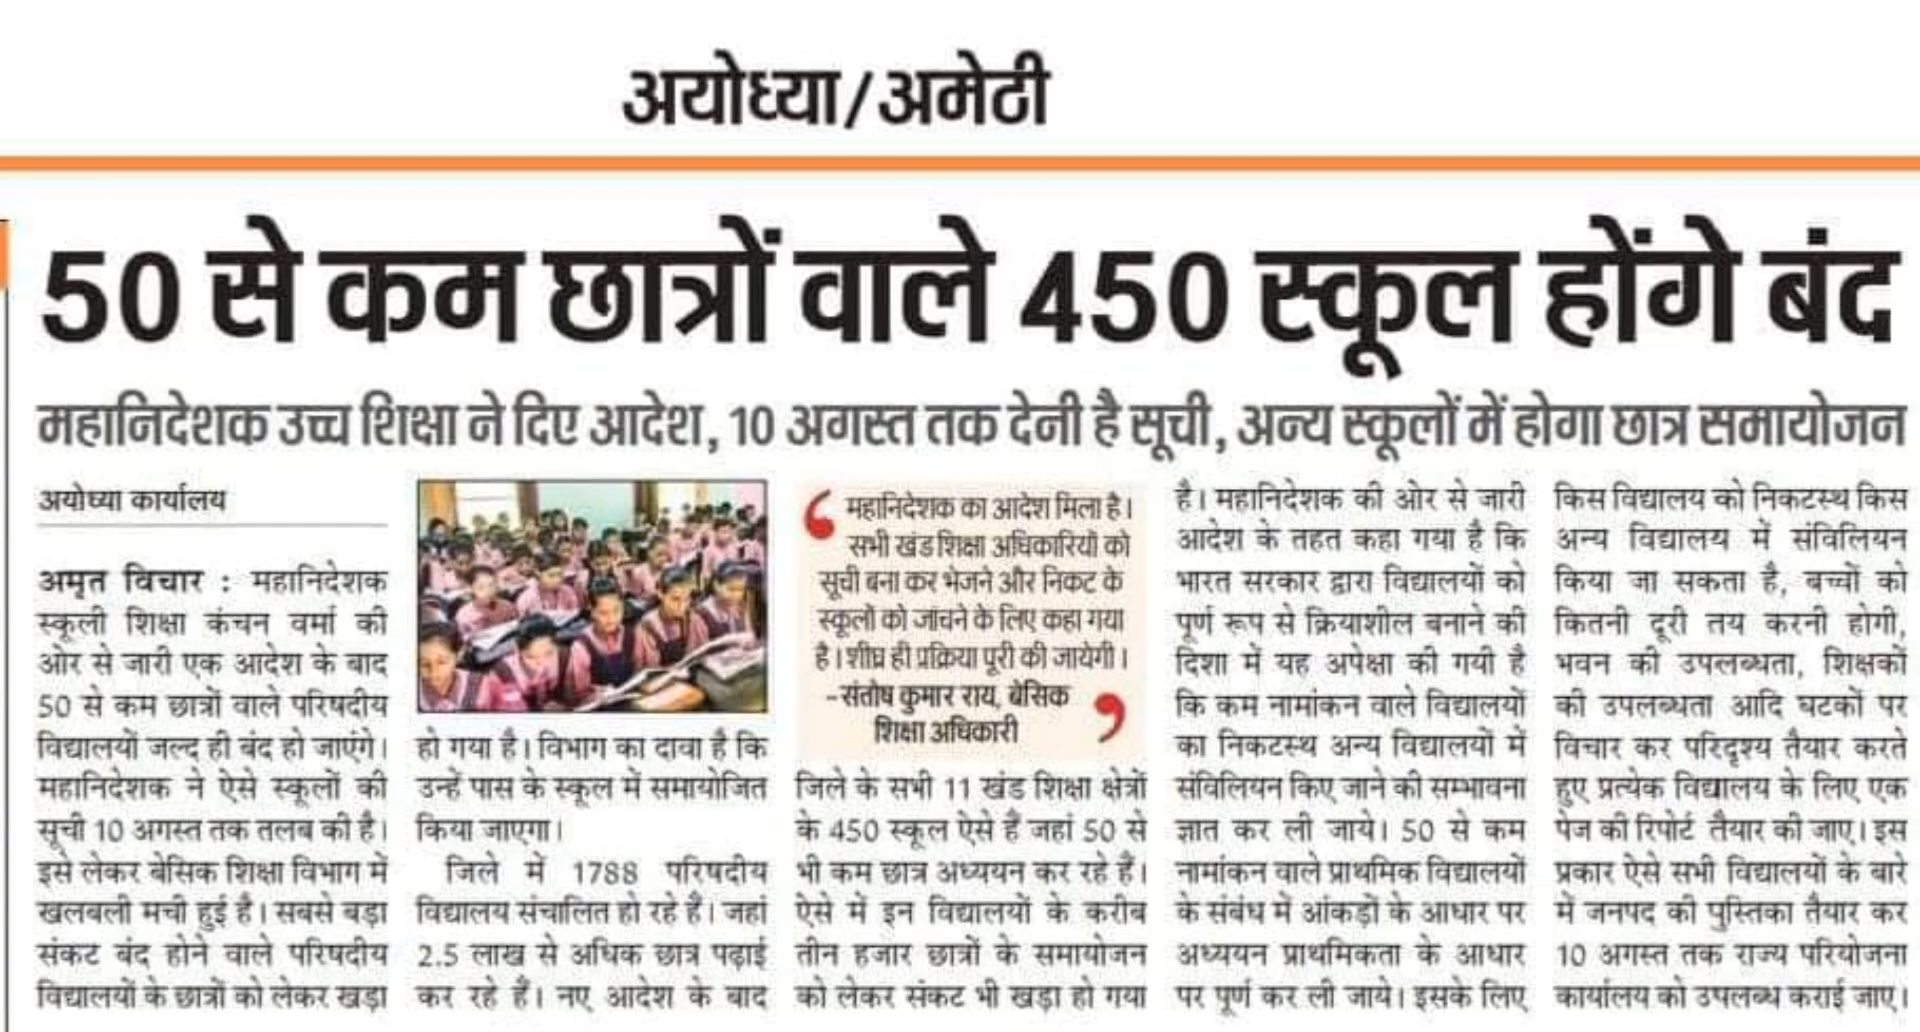 अयोध्या/अमेठी
50 से कम छात्रों वाले 450 स्कूल होंगे बंद
महानिदेशक उच्च शिक्षा ने दिए आदेश, 10 अगस्त तक देनी है सूची, अन्य स्कूलों में होगा छात्र समायोजन
अयोध्या कार्यालय
अमृत विचार : महानिदेशक
स्कूली शिक्षा कंचन वर्मा की
ओर से जारी एक आदेश के बाद
50 से कम छात्रों वाले परिषदीय
विद्यालयों जल्द ही बंद हो जाएंगे।
महानिदेशक ने ऐसे स्कूलों की
सूची 10 अगस्त तक तलब की है।
इसे लेकर बेसिक शिक्षा विभाग में
खलबली मची हुई है। सबसे बड़ा
संकट बंद होने वाले परिषदीय
विद्यालयों के छात्रों को लेकर खड़ा
हो गया है। विभाग का दावा है कि
उन्हें पास के स्कूल में समायोजित
किया जाएगा।
जिले में 1788 परिषदीय
विद्यालय संचालित हो रहे हैं। जहां
2.5 लाख से अधिक छात्र पढ़ाई
कर रहे हैं। नए आदेश के बाद
महानिदेशक का आदेश मिला है।
सभी खंड शिक्षा अधिकारियों को
सूची बना कर भेजने और निकट के
स्कूलों को जांचने के लिए कहा गया
है। शीघ्र ही प्रक्रिया पूरी की जायेगी।
-संतोष कुमार राय, बेसिक
शिक्षा अधिकारी
जिले के सभी 11 खंड शिक्षा क्षेत्रों
के 450 स्कूल ऐसे हैं जहां 50 से
भी कम छात्र अध्ययन कर रहे हैं।
ऐसे में इन विद्यालयों के करीब
तीन हजार छात्रों के समायोजन
को लेकर संकट भी खड़ा हो गया
है। महानिदेशक की ओर से जारी
आदेश के तहत कहा गया है कि
भारत सरकार द्वारा विद्यालयों को
पूर्ण रूप से क्रियाशील बनाने की
दिशा में यह अपेक्षा की गयी है
कि कम नामांकन वाले विद्यालयों
का निकटस्थ अन्य विद्यालयों में
संविलियन किए जाने की सम्भावना
ज्ञात कर ली जाये। 50 से कम
नामांकन वाले प्राथमिक विद्यालयों
के संबंध में आंकड़ों के आधार पर
अध्ययन प्राथमिकता के आधार
पर पूर्ण कर ली जाये। इसके लिए
किस विद्यालय को निकटस्थ किस
अन्य विद्यालय में संविलियन
किया जा सकता है, बच्चों को
कितनी दूरी तय करनी होगी,
भवन की उपलब्धता, शिक्षकों
की उपलब्धता आदि घटकों पर
विचार कर परिदृश्य तैयार करते
हुए प्रत्येक विद्यालय के लिए एक
पेज की रिपोर्ट तैयार की जाए। इस
प्रकार ऐसे सभी विद्यालयों के बारे
में जनपद की पुस्तिका तैयार कर
10 अगस्त तक राज्य परियोजना
कार्यालय को उपलब्ध कराई जाए।